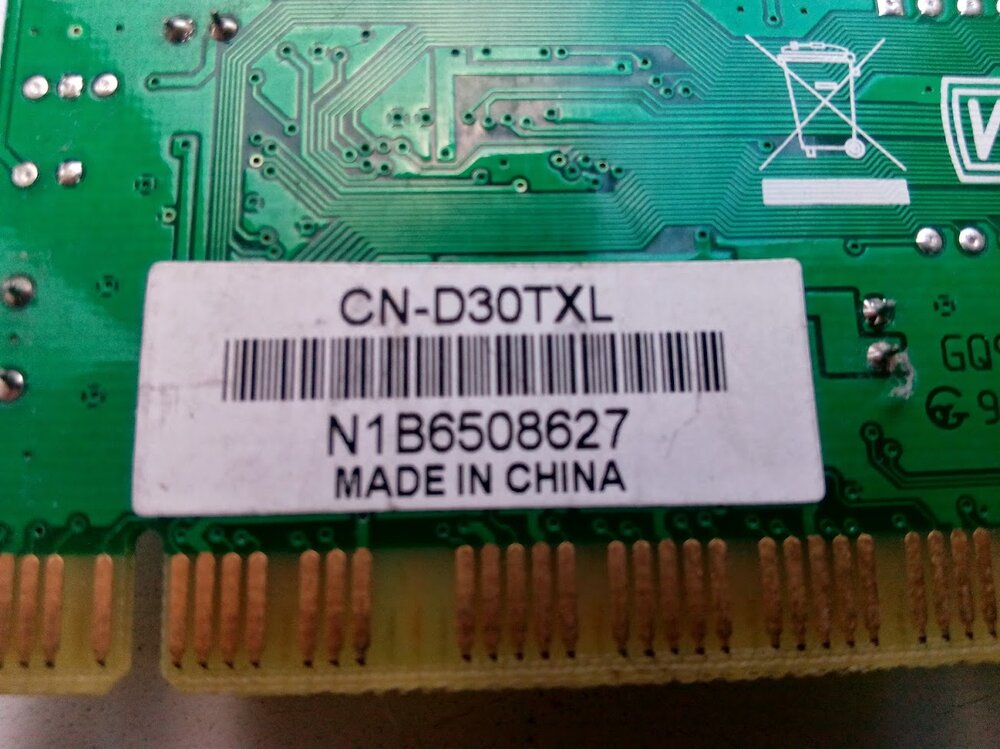 CN-D30TXL
N1B6508627
MADE IN CHINA